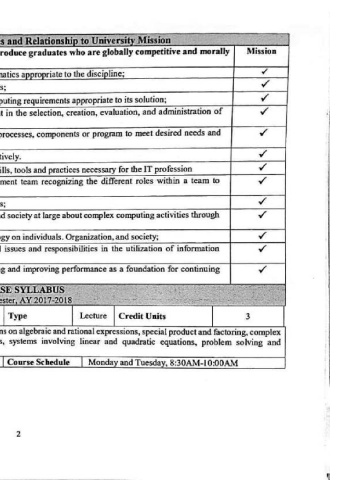 s and Relationship to University Mission
roduce graduates who are globally competitive and morally Mission
natics appropriate to the discipline; ✓
s; ✓
puting requirements appropriate to its solution; ✓
t in the selection, creation, evaluation, and administration of ✓
processes, components or program to meet desired needs and ✓
tively. ✓
ills, tools and practices necessary for the IT profession ✓
ment team recognizing the different roles within a team to ✓
s; ✓
d society at large about complex computing activities through ✓
gy on individuals. Organization, and society; ✓
l issues and responsibilities in the utilization of information ✓
g and improving performance as a foundation for continuing ✓
SE SYLLABUS
ester, AY 2017-2018
Type Lecture Credit Units 3
ns on algebraic and rational expressions, special product and factoring, complex
s, systems involving linear and quadratic equations, problem solving and
Course Schedule Monday and Tuesday, 8:30AM-10:00AM
2